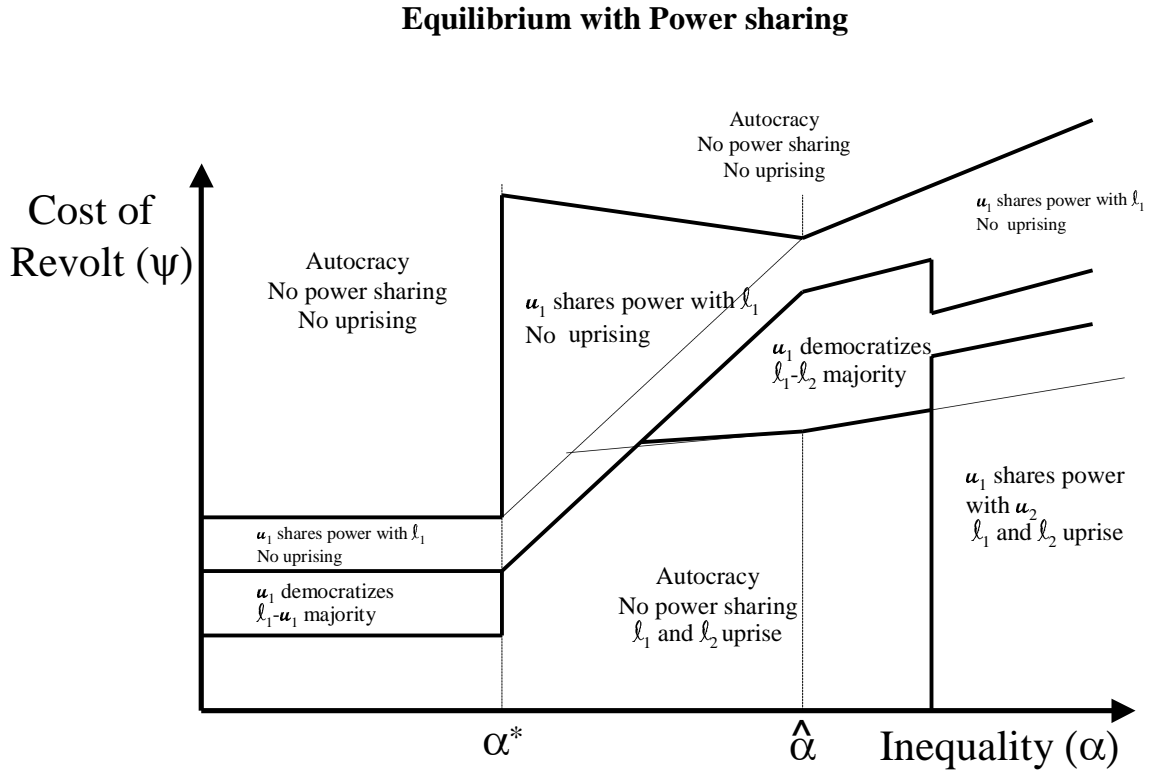 Equilibrium with Power sharing
Autocracy
No power sharing
No uprising
Cost of
Revolt (ψ)
u₁ shares power with ℓ₁
No uprising
Autocracy
No power sharing
No uprising
u₁ shares power with ℓ₁
No uprising
u₁ democratizes
ℓ₁-ℓ₂ majority
u₁ shares power
with u₂
ℓ₁ and ℓ₂ uprise
u₁ shares power with ℓ₁
No uprising
u₁ democratizes
ℓ₁-u₁ majority
Autocracy
No power sharing
ℓ₁ and ℓ₂ uprise
α*
α̂
Inequality (α)